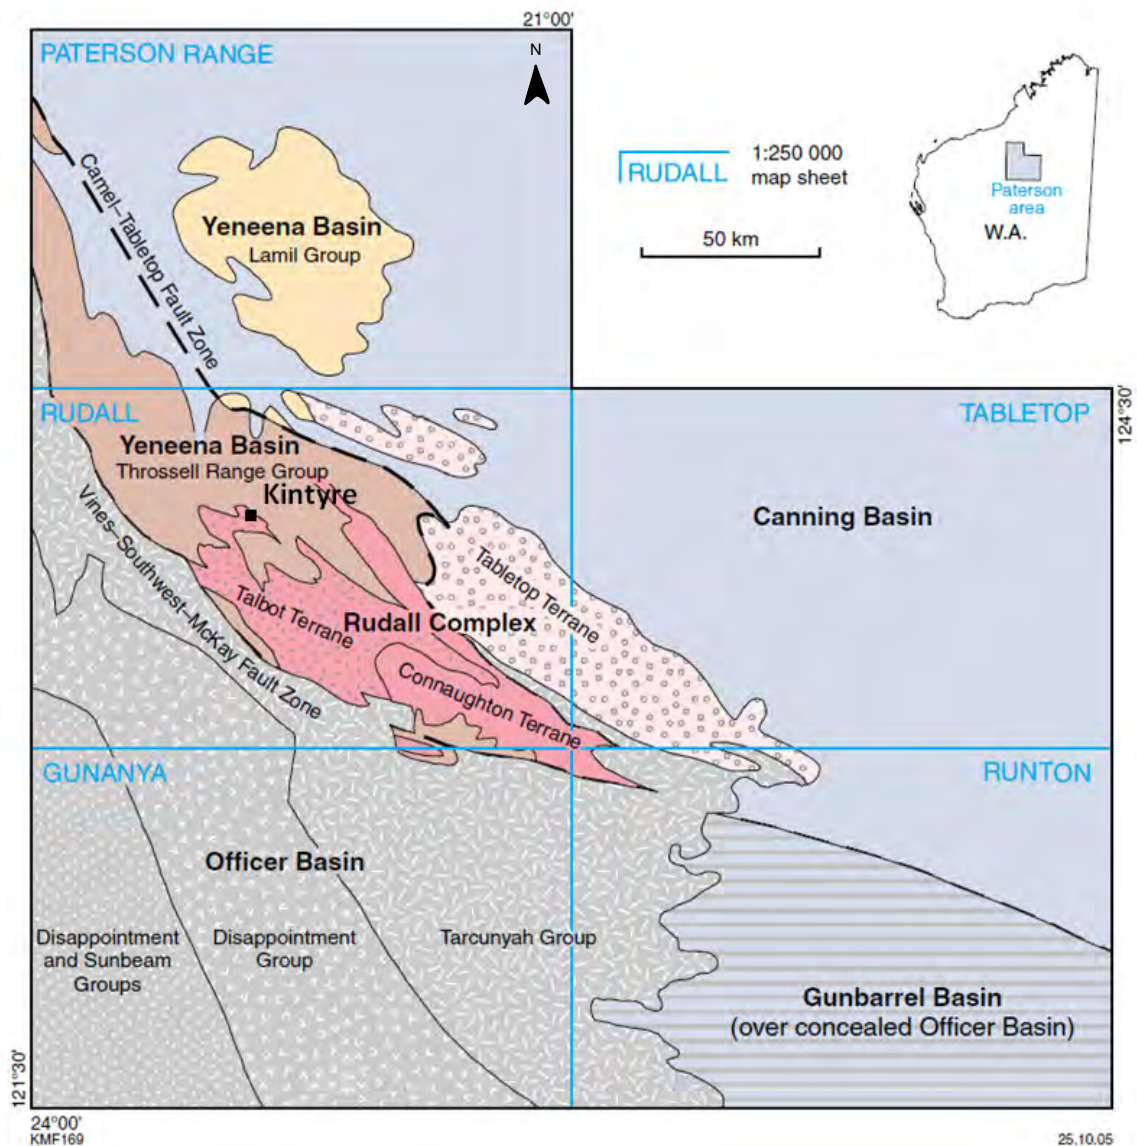 21°00'
PATERSON RANGE
N
RUDALL
1:250 000
map sheet
50 km
Paterson
area
W.A.
Camel–Tabletop Fault Zone
Yeneena Basin
Lamil Group
RUDALL
TABLETOP
124°30'
Yeneena Basin
Throssell Range Group
Kintyre
Canning Basin
Vines–Southwest–McKay Fault Zone
Talbot Terrane
Tabletop Terrane
Rudall Complex
Connaughton Terrane
GUNANYA
RUNTON
Officer Basin
Disappointment
and Sunbeam
Groups
Disappointment
Group
Tarcunyah Group
Gunbarrel Basin
(over concealed Officer Basin)
121°30'
24°00'
KMF169
25.10.05